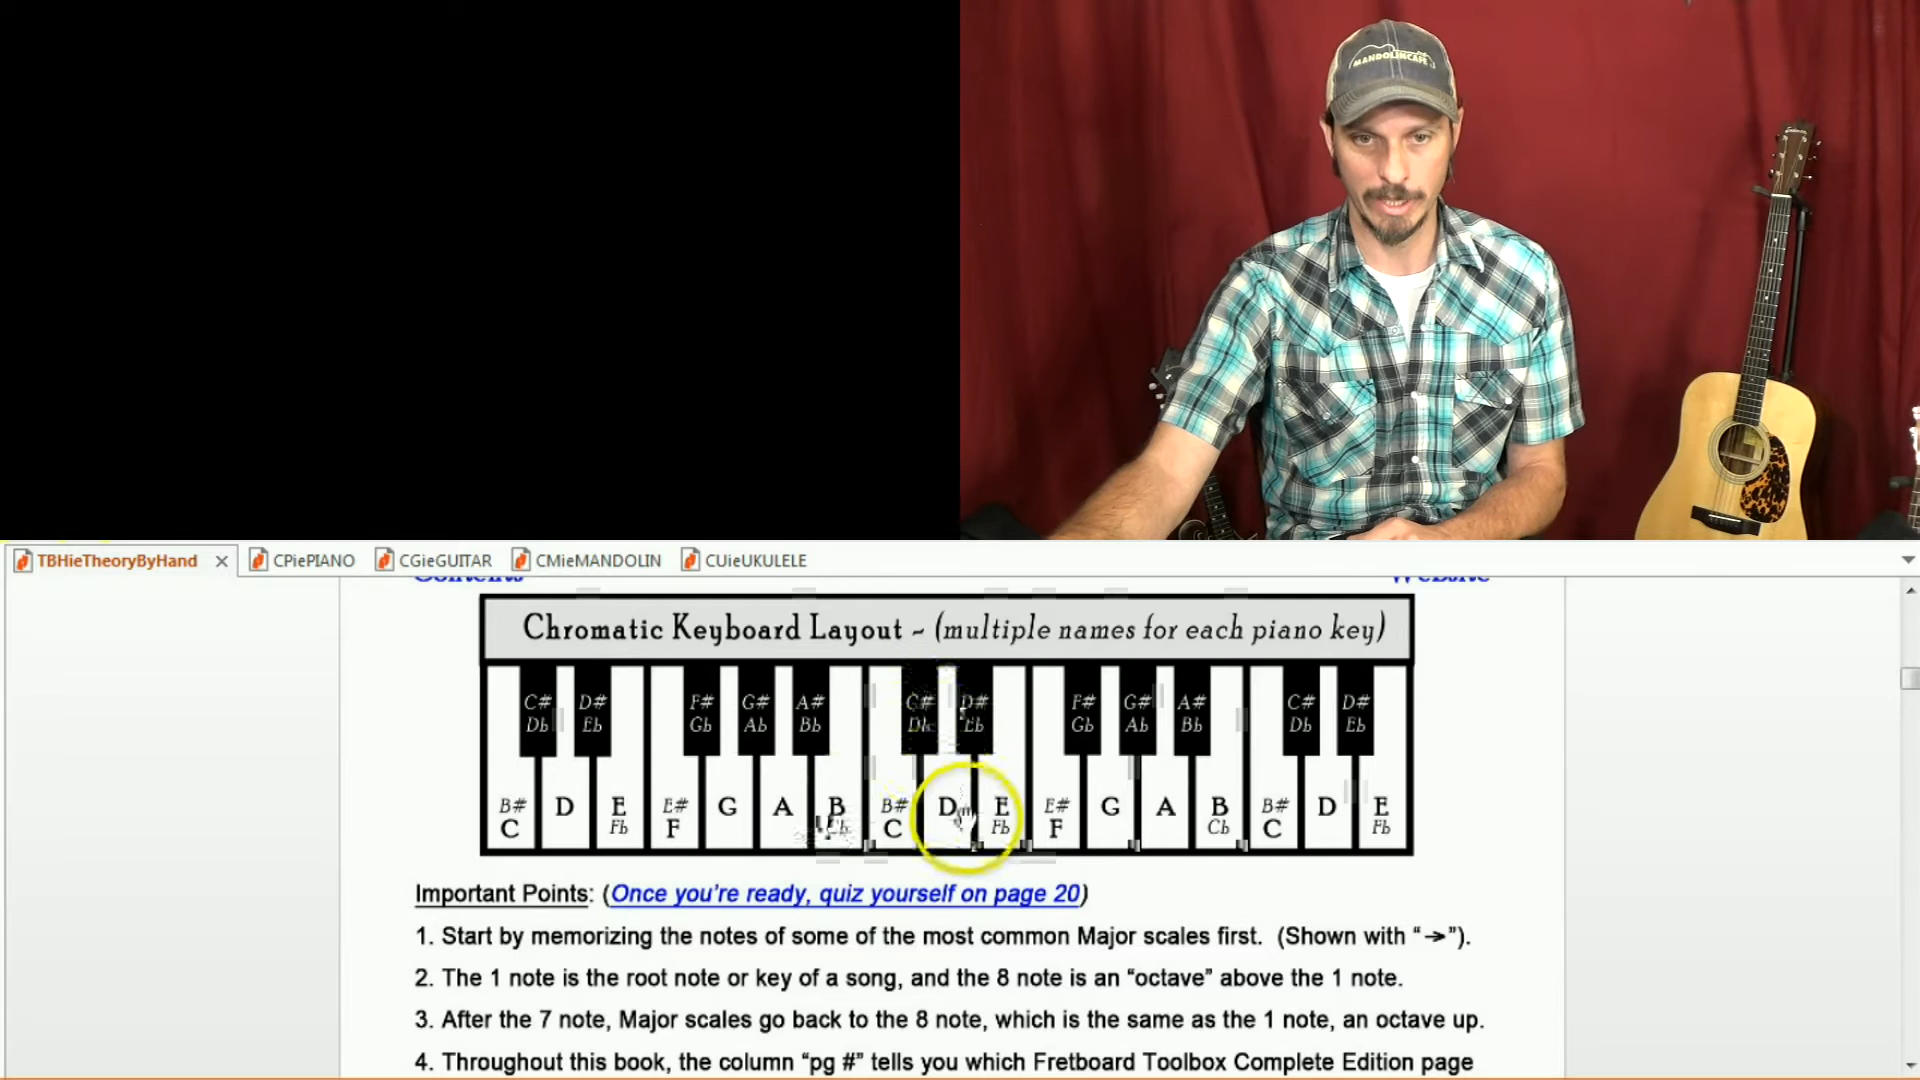 MANDOLINCAFE
TBHieTheoryByHand
CPiePIANO
CGieGUITAR
CMieMANDOLIN
CUieUKULELE
Contents
Website
Chromatic Keyboard Layout ~ (multiple names for each piano key)
C# D# F# G# A# C# D# F# G# A# C# D#
Db Eb Gb Ab Bb Db Eb Gb Ab Bb Db Eb
B# D E E# G A B B# D E E# G A B B# D E
C Fb F Cb C Fb F Cb C Fb
Important Points: (Once you're ready, quiz yourself on page 20)
1. Start by memorizing the notes of some of the most common Major scales first. (Shown with “➔”).
2. The 1 note is the root note or key of a song, and the 8 note is an “octave” above the 1 note.
3. After the 7 note, Major scales go back to the 8 note, which is the same as the 1 note, an octave up.
4. Throughout this book, the column “pg #” tells you which Fretboard Toolbox Complete Edition page